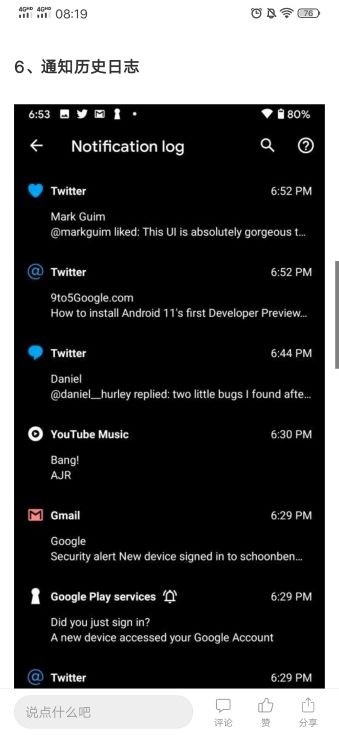 4GHD 4GHD 08:19 76
6、通知历史日志
6:53 80%
Notification log
Twitter 6:52 PM
Mark Guim
@markguim liked: This UI is absolutely gorgeous t...
Twitter 6:52 PM
9to5Google.com
How to install Android 11's first Developer Preview...
Twitter 6:44 PM
Daniel
@daniel__hurley replied: two little bugs I found afte...
YouTube Music 6:30 PM
Bang!
AJR
Gmail 6:29 PM
Google
Security alert New device signed in to schoonben...
Google Play services 6:29 PM
Did you just sign in?
A new device accessed your Google Account
Twitter 6:29 PM
说点什么吧 评论 赞 分享